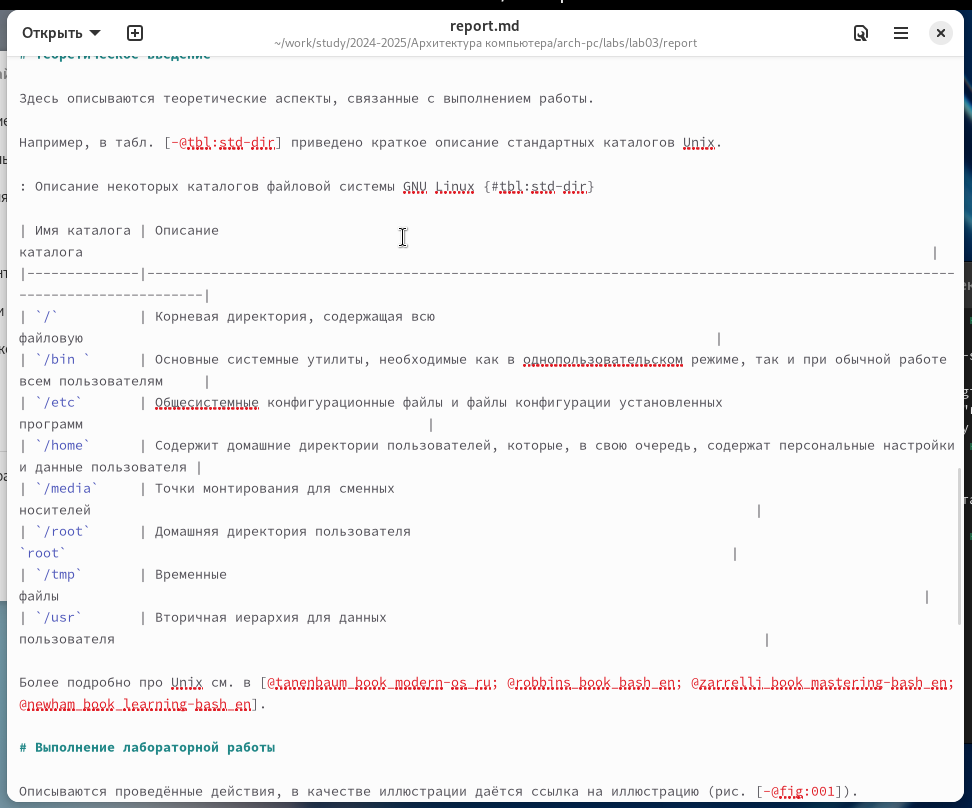 Открыть
report.md
~/work/study/2024-2025/Архитектура компьютера/arch-pc/labs/lab03/report
# Теоретическое введение
Здесь описываются теоретические аспекты, связанные с выполнением работы.
Например, в табл. [-@tbl:std-dir] приведено краткое описание стандартных каталогов Unix.
: Описание некоторых каталогов файловой системы GNU Linux {#tbl:std-dir}
| Имя каталога | Описание
каталога |
|--------------|-----------------------------------------------------------------------------------------------------
-----------------------|
| `/` | Корневая директория, содержащая всю
файловую |
| `/bin ` | Основные системные утилиты, необходимые как в однопользовательском режиме, так и при обычной работе
всем пользователям |
| `/etc` | Общесистемные конфигурационные файлы и файлы конфигурации установленных
программ |
| `/home` | Содержит домашние директории пользователей, которые, в свою очередь, содержат персональные настройки
и данные пользователя |
| `/media` | Точки монтирования для сменных
носителей |
| `/root` | Домашняя директория пользователя
`root` |
| `/tmp` | Временные
файлы |
| `/usr` | Вторичная иерархия для данных
пользователя |
Более подробно про Unix см. в [@tanenbaum_book_modern-os_ru; @robbins_book_bash_en; @zarrelli_book_mastering-bash_en;
@newham_book_learning-bash_en].
# Выполнение лабораторной работы
Описываются проведённые действия, в качестве иллюстрации даётся ссылка на иллюстрацию (рис. [-@fig:001]).